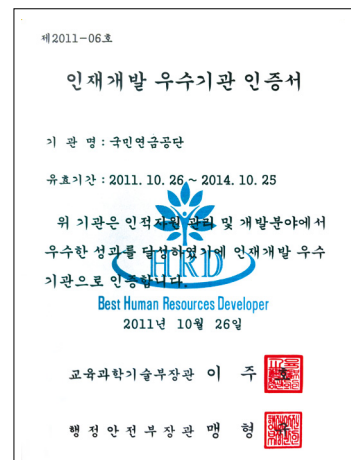 제2011-06호
인재개발 우수기관 인증서
기 관 명 : 국민연금공단
유효기간 : 2011. 10. 26.~ 2014. 10. 25
위 기관은 인적자원 관리 및 개발분야에서
우수한 성과를 달성하였기에 인재개발 우수
HRD
기관으로 인증합니다.
Best Human Resources Developer
2011년 10월 26일
교육과학기술부장관 이 주 호
행정안전부장관 맹 형 규